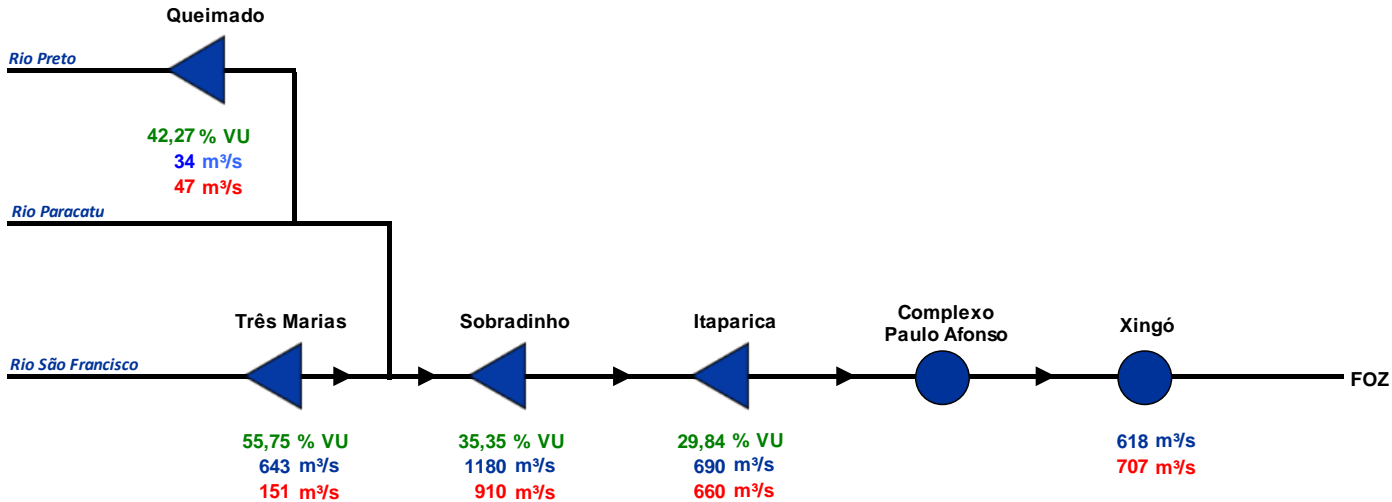 Queimado
Rio Preto
42,27 % VU
34 m³/s
47 m³/s
Rio Paracatu
Três Marias
Sobradinho
Itaparica
Complexo
Paulo Afonso
Xingó
Rio São Francisco
FOZ
55,75 % VU
643 m³/s
151 m³/s
35,35 % VU
1180 m³/s
910 m³/s
29,84 % VU
690 m³/s
660 m³/s
618 m³/s
707 m³/s